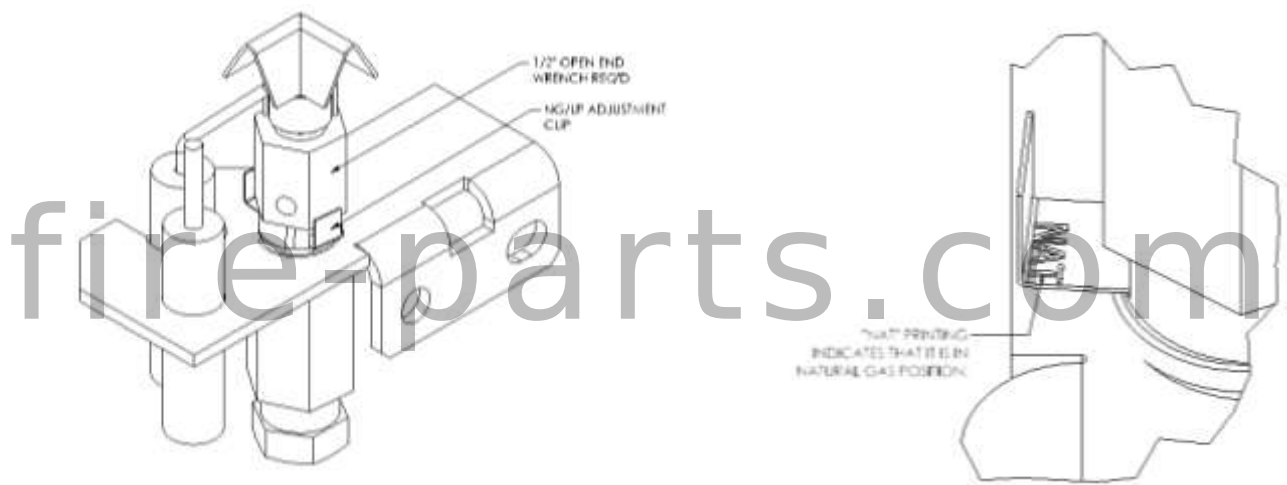 1/2" OPEN END
WRENCH REQ'D
NG/LP ADJUSTMENT
CLIP
fire-parts.com
"NAT" PRINTING
INDICATES THAT IT IS IN
NATURAL GAS POSITION.